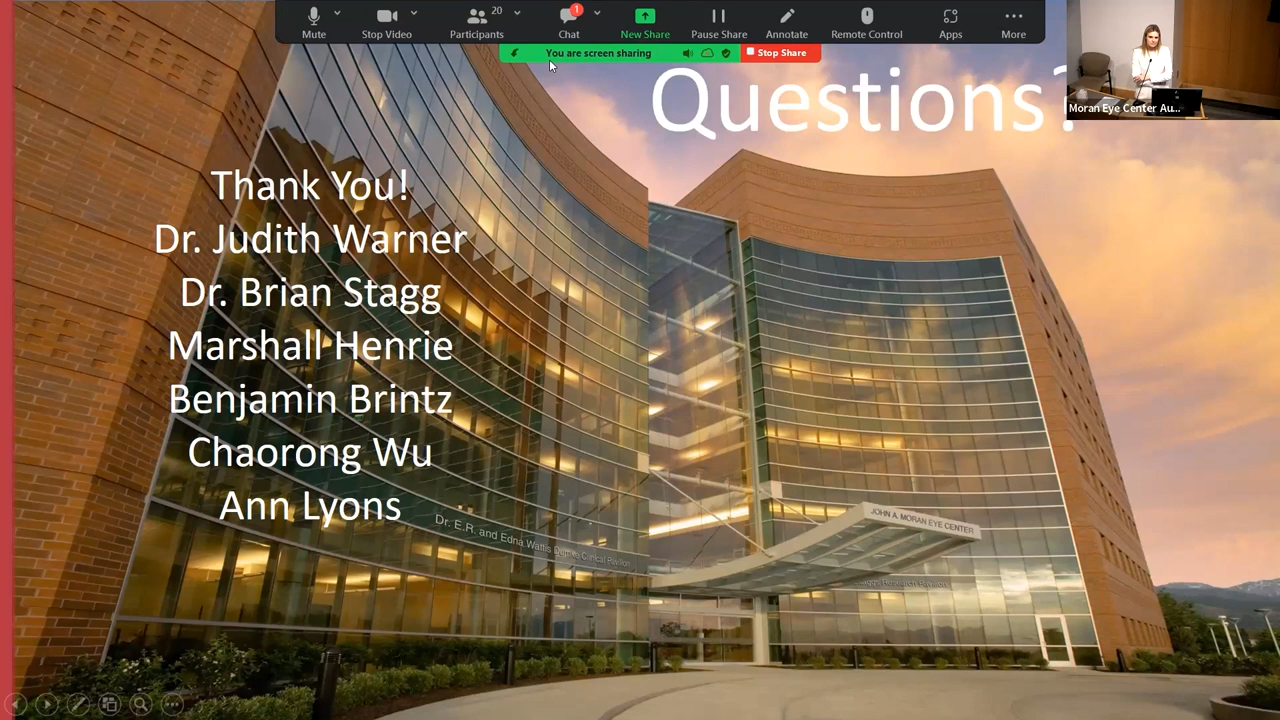 Mute
Stop Video
Participants
20
Chat
1
New Share
Pause Share
Annotate
Remote Control
Apps
More
You are screen sharing
Stop Share
Moran Eye Center Au...
Questions?
Thank You!
Dr. Judith Warner
Dr. Brian Stagg
Marshall Henrie
Benjamin Brintz
Chaorong Wu
Ann Lyons
Dr. E.R. and Edna Wattis Dumke Clinical Pavilion
JOHN A. MORAN EYE CENTER
Research Pavilion